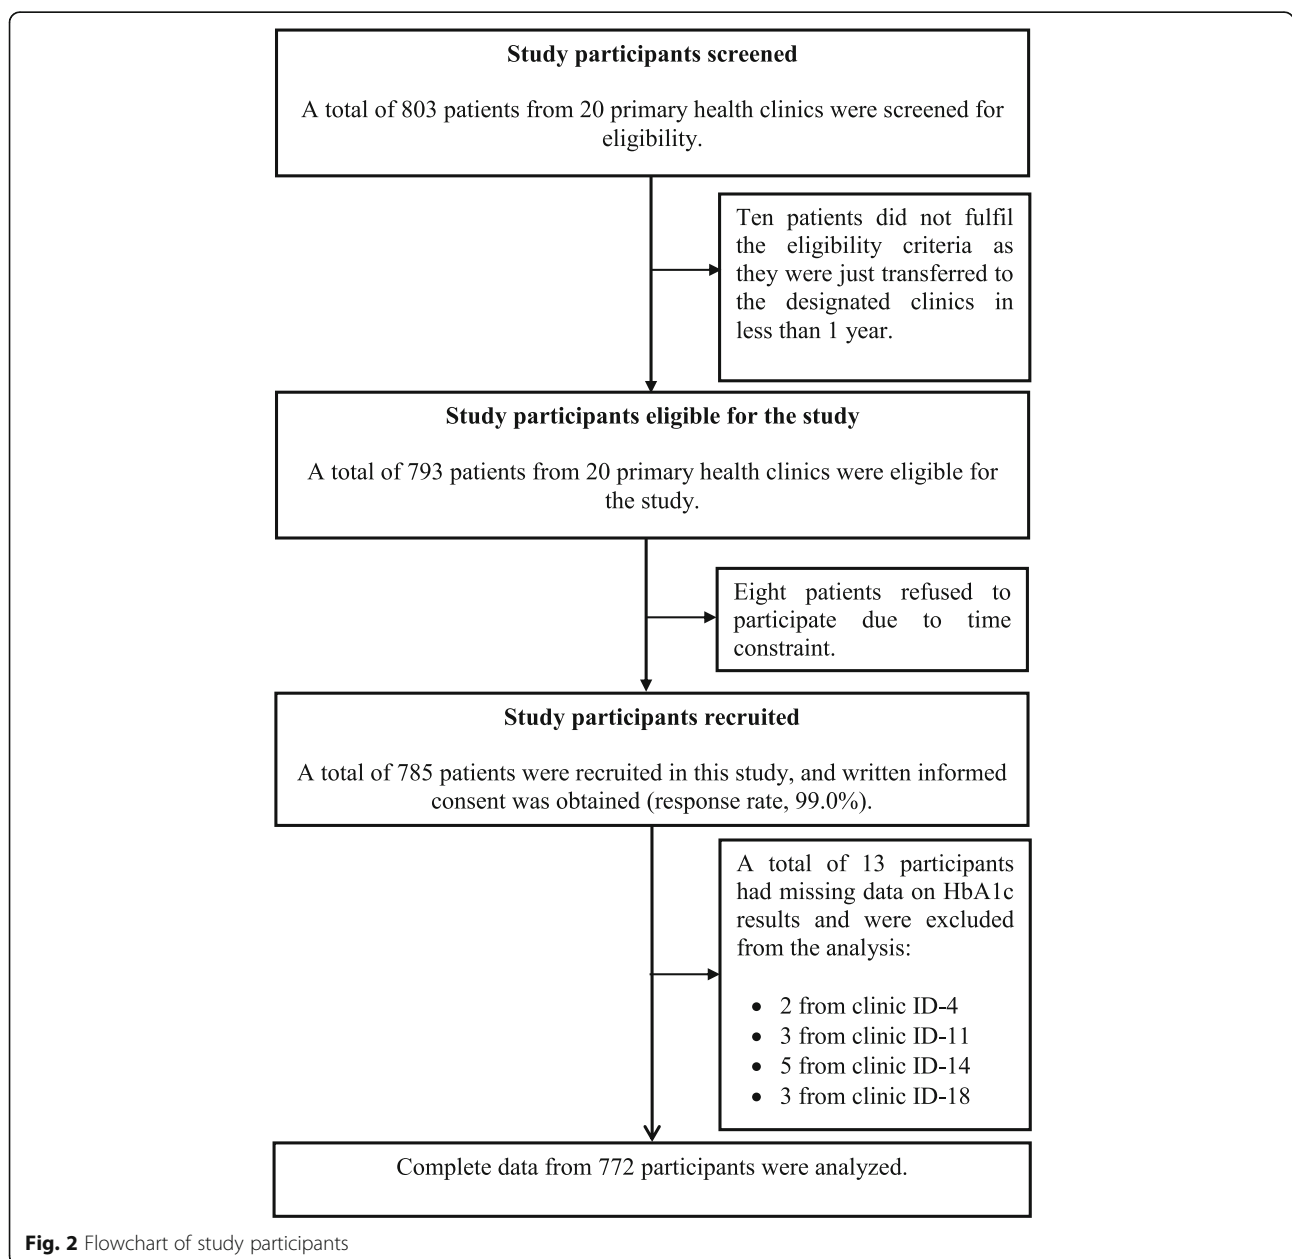 Study participants screened
A total of 803 patients from 20 primary health clinics were screened for
eligibility.
Ten patients did not fulfil
the eligibility criteria as
they were just transferred to
the designated clinics in
less than 1 year.
Study participants eligible for the study
A total of 793 patients from 20 primary health clinics were eligible for
the study.
Eight patients refused to
participate due to time
constraint.
Study participants recruited
A total of 785 patients were recruited in this study, and written informed
consent was obtained (response rate, 99.0%).
A total of 13 participants
had missing data on HbA1c
results and were excluded
from the analysis:
• 2 from clinic ID-4
• 3 from clinic ID-11
• 5 from clinic ID-14
• 3 from clinic ID-18
Complete data from 772 participants were analyzed.
Fig. 2 Flowchart of study participants